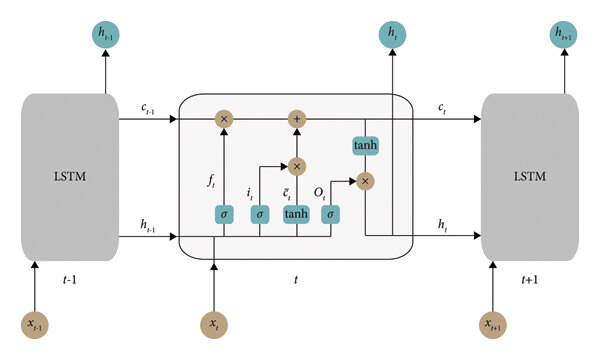 h_{t-1} h_t h_{t+1}
c_{t-1} c_t
× +
LSTM tanh LSTM
f_t i_t × c̃_t O_t ×
σ σ tanh σ
h_{t-1} h_t
t-1 t t+1
x_{t-1} x_t x_{t+1}